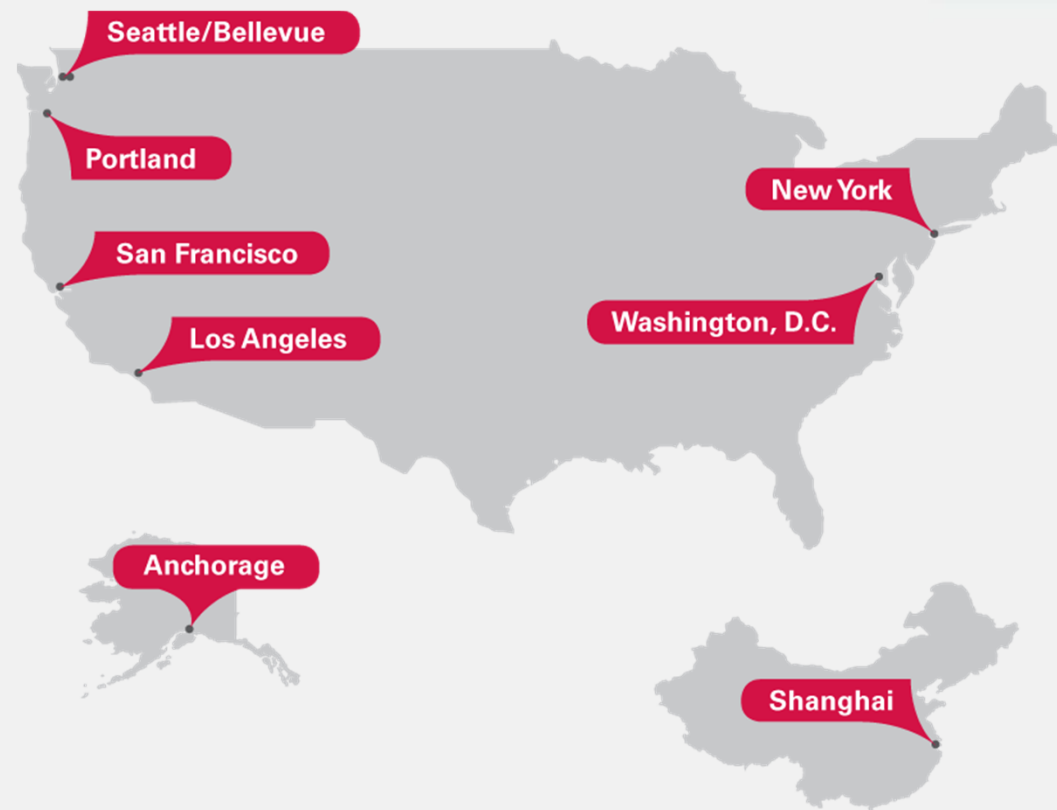 Seattle/Bellevue
Portland
New York
San Francisco
Washington, D.C.
Los Angeles
Anchorage
Shanghai